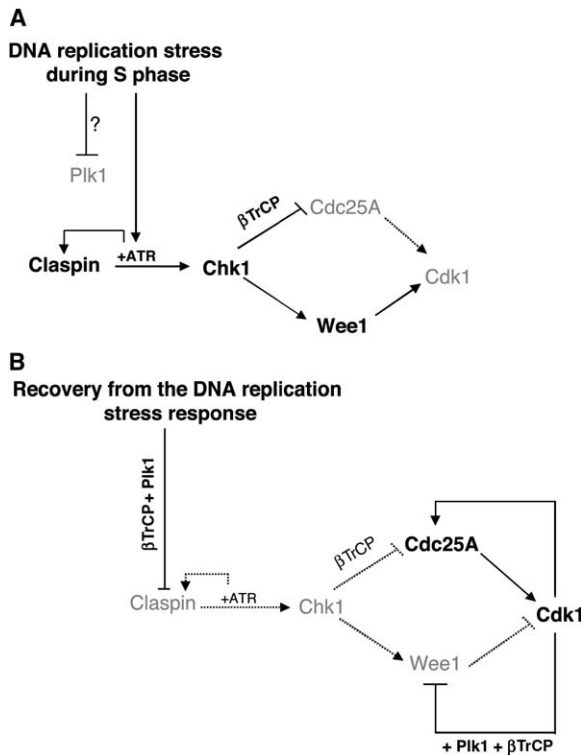 A
DNA replication stress
during S phase
?
Plk1
βTrCP
Cdc25A
Claspin
+ATR
Chk1
Cdk1
Wee1
B
Recovery from the DNA replication
stress response
βTrCP+ Plk1
βTrCP
Cdc25A
Claspin
+ATR
Chk1
Cdk1
Wee1
+ Plk1 + βTrCP